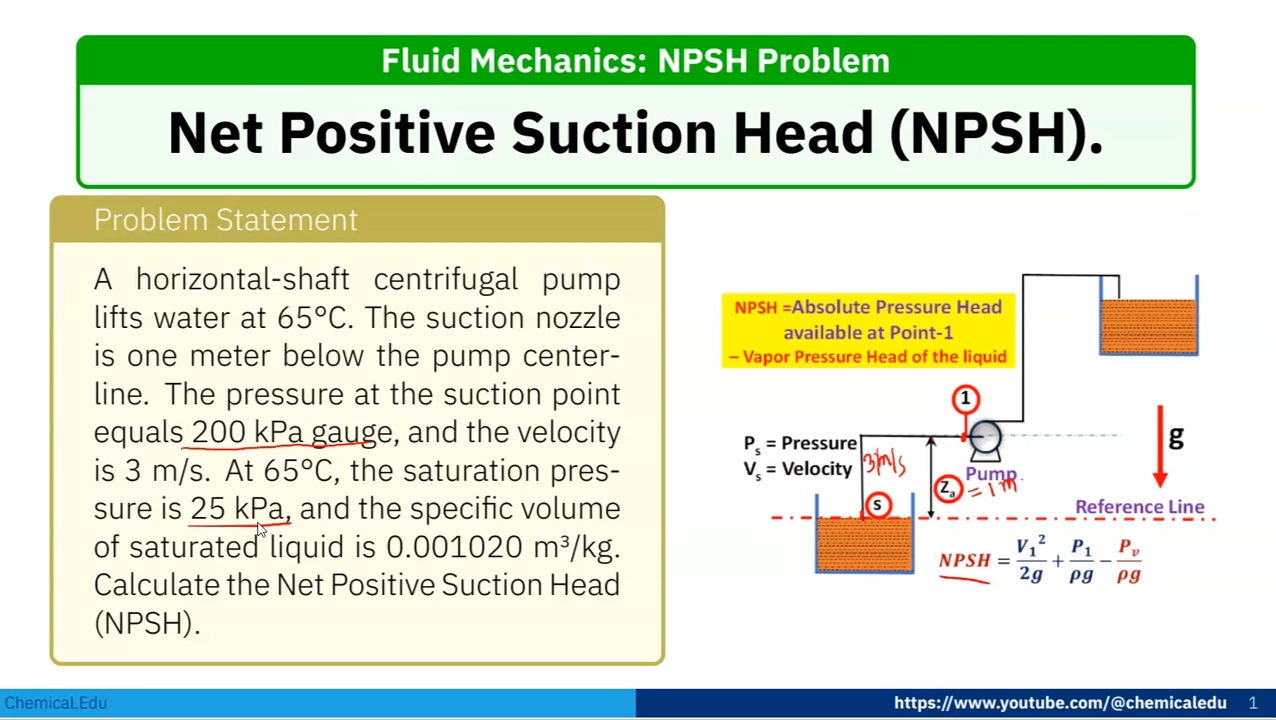 Fluid Mechanics: NPSH Problem
Net Positive Suction Head (NPSH).
Problem Statement
A horizontal-shaft centrifugal pump
lifts water at 65°C. The suction nozzle
is one meter below the pump center-
line. The pressure at the suction point
equals 200 kPa gauge, and the velocity
is 3 m/s. At 65°C, the saturation pres-
sure is 25 kPa, and the specific volume
of saturated liquid is 0.001020 m³/kg.
Calculate the Net Positive Suction Head
(NPSH).
NPSH =Absolute Pressure Head
available at Point-1
– Vapor Pressure Head of the liquid
1
g
Pₛ = Pressure
Vₛ = Velocity
3 m/s
Pump
Zₐ = 1 m
S
Reference Line
NPSH = V₁²/2g + P₁/ρg − Pᵥ/ρg
Chemical.Edu
https://www.youtube.com/@chemicaledu 1